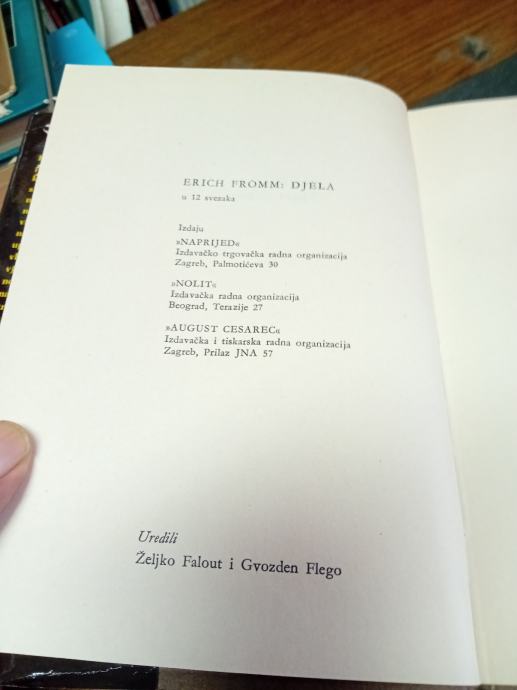 ERICH FROMM: DJELA
u 12 svezaka
Izdaju
»NAPRIJED«
Izdavačko trgovačka radna organizacija
Zagreb, Palmotićeva 30
»NOLIT«
Izdavačka radna organizacija
Beograd, Terazije 27
»AUGUST CESAREC«
Izdavačka i tiskarska radna organizacija
Zagreb, Prilaz JNA 57
Uredili
Željko Falout i Gvozden Flego